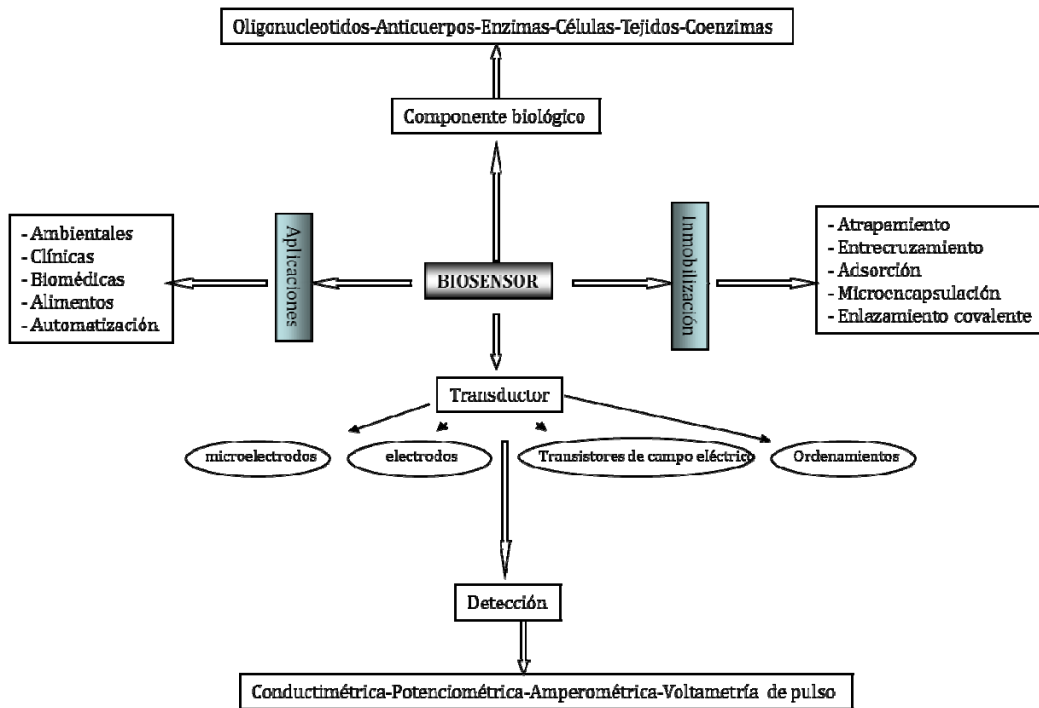 Oligonucleotidos-Anticuerpos-Enzimas-Células-Tejidos-Coenzimas
Componente biológico
- Ambientales
- Clínicas
- Biomédicas
- Alimentos
- Automatización
Aplicaciones
BIOSENSOR
Inmobilización
- Atrapamiento
- Entrecruzamiento
- Adsorción
- Microencapsulación
- Enlazamiento covalente
Transductor
microelectrodos
electrodos
Transistores de campo eléctrico
Ordenamientos
Detección
Conductimétrica-Potenciométrica-Amperométrica-Voltametría de pulso